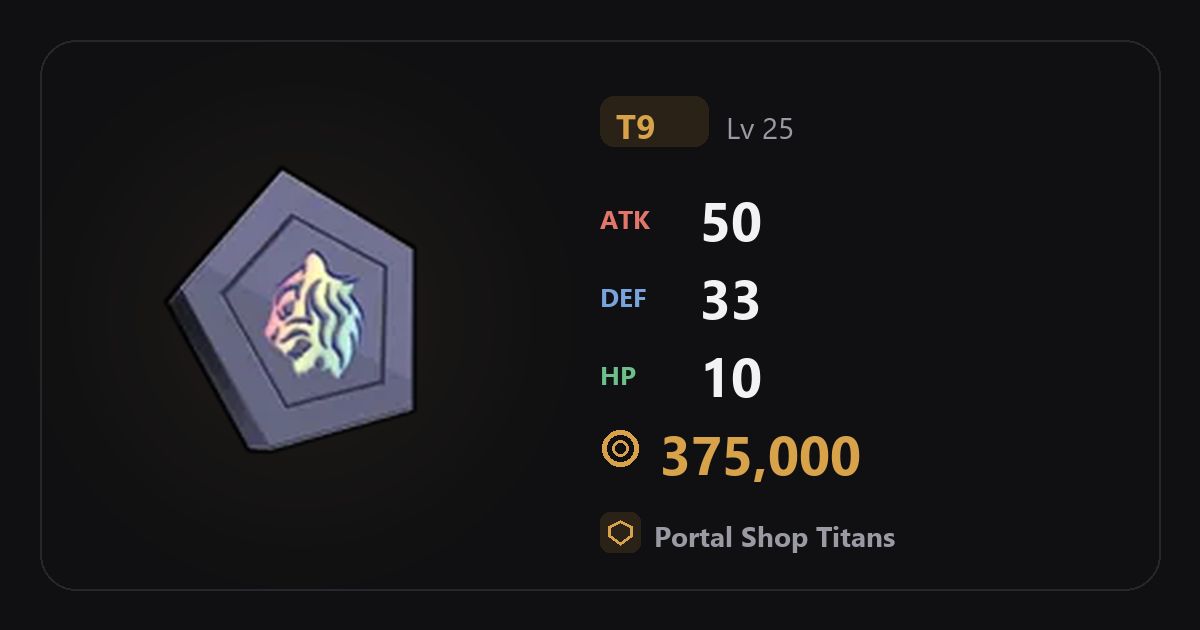 T9 Lv 25
ATK 50
DEF 33
HP 10
375,000
Portal Shop Titans